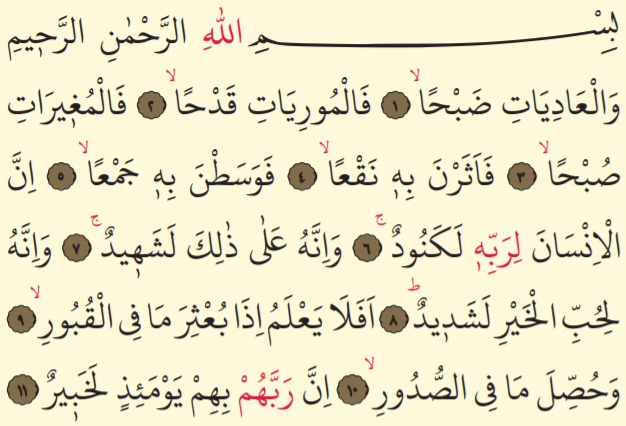 بِسْمِ اللّٰهِ الرَّحْمٰنِ الرَّح۪يمِ
وَالْعَادِيَاتِ ضَبْحًاۙ ﴿١﴾ فَالْمُورِيَاتِ قَدْحًاۙ ﴿٢﴾ فَالْمُغ۪يرَاتِ
صُبْحًاۙ ﴿٣﴾ فَاَثَرْنَ بِه۪ نَقْعًاۙ ﴿٤﴾ فَوَسَطْنَ بِه۪ جَمْعًاۙ ﴿٥﴾ اِنَّ
الْاِنْسَانَ لِرَبِّه۪ لَكَنُودٌۚ ﴿٦﴾ وَاِنَّهُ عَلٰى ذٰلِكَ لَشَه۪يدٌۚ ﴿٧﴾ وَاِنَّهُ
لِحُبِّ الْخَيْرِ لَشَد۪يدٌۜ ﴿٨﴾ اَفَلَا يَعْلَمُ اِذَا بُعْثِرَ مَا فِى الْقُبُورِۙ ﴿٩﴾
وَحُصِّلَ مَا فِى الصُّدُورِۙ ﴿١٠﴾ اِنَّ رَبَّهُمْ بِهِمْ يَوْمَئِذٍ لَخَب۪يرٌ ﴿١١﴾